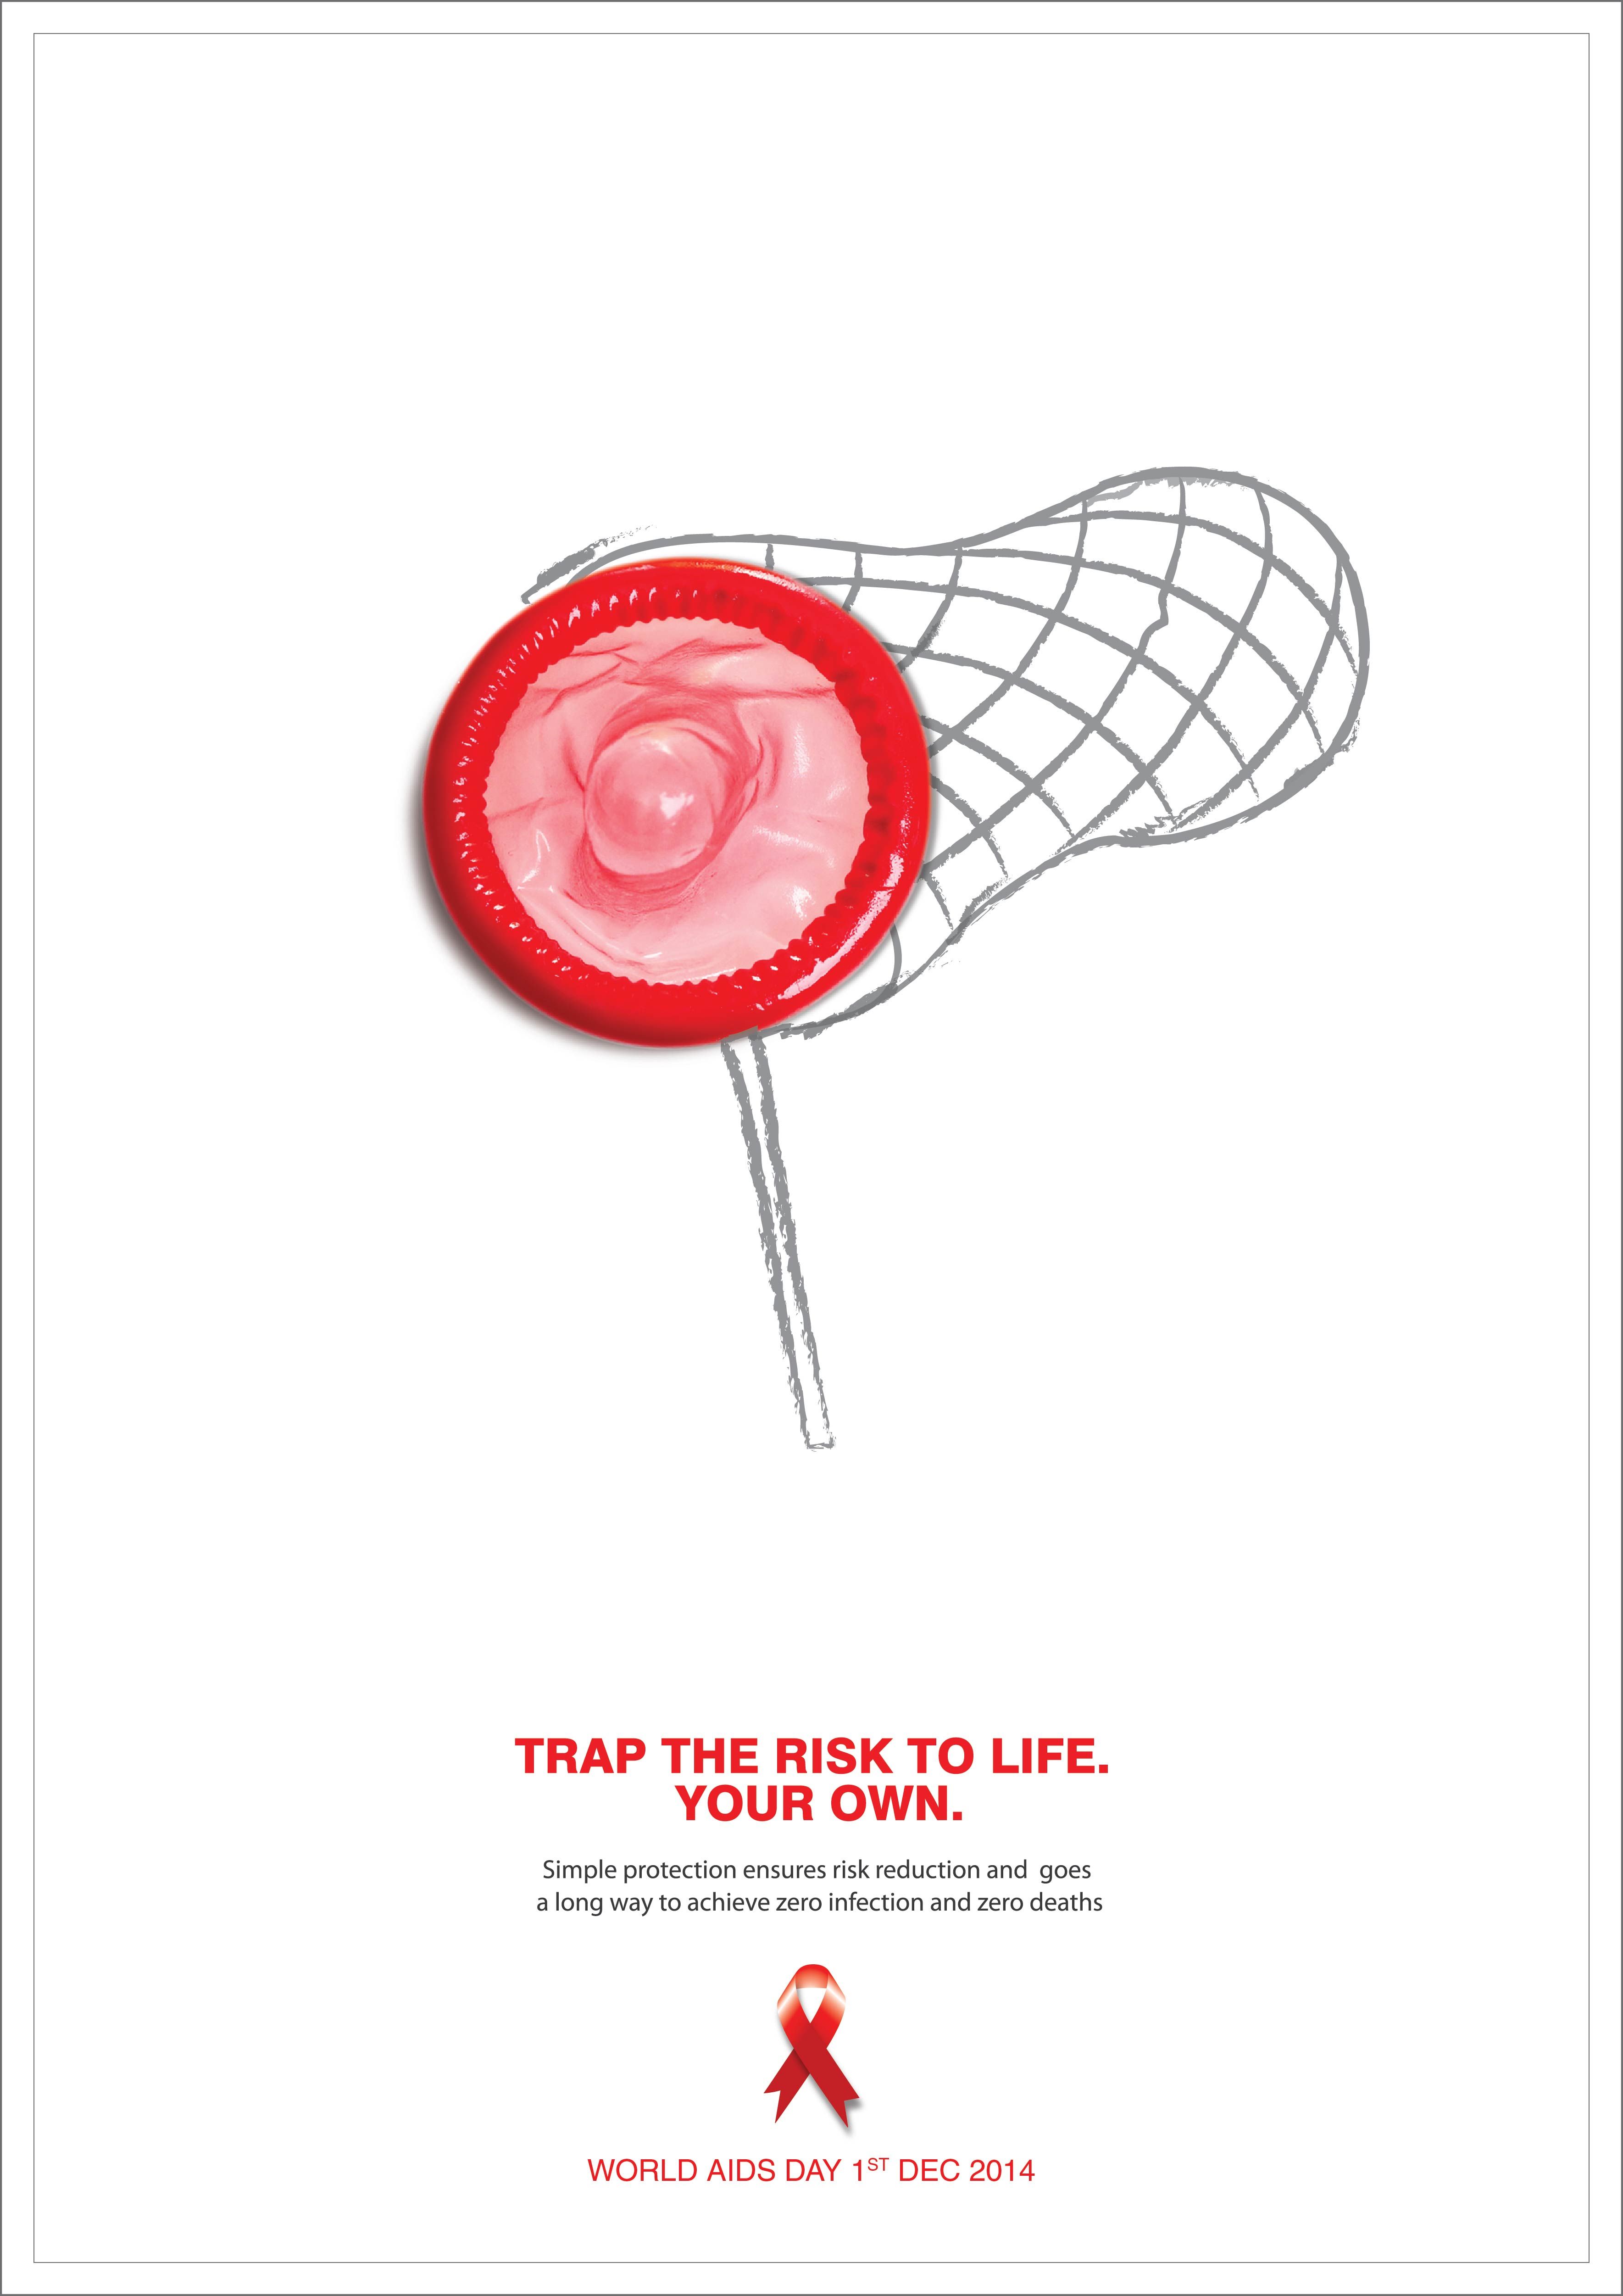 TRAP THE RISK TO LIFE.
YOUR OWN.
Simple protection ensures risk reduction and  goes
a long way to achieve zero infection and zero deaths
WORLD AIDS DAY 1ST DEC 2014